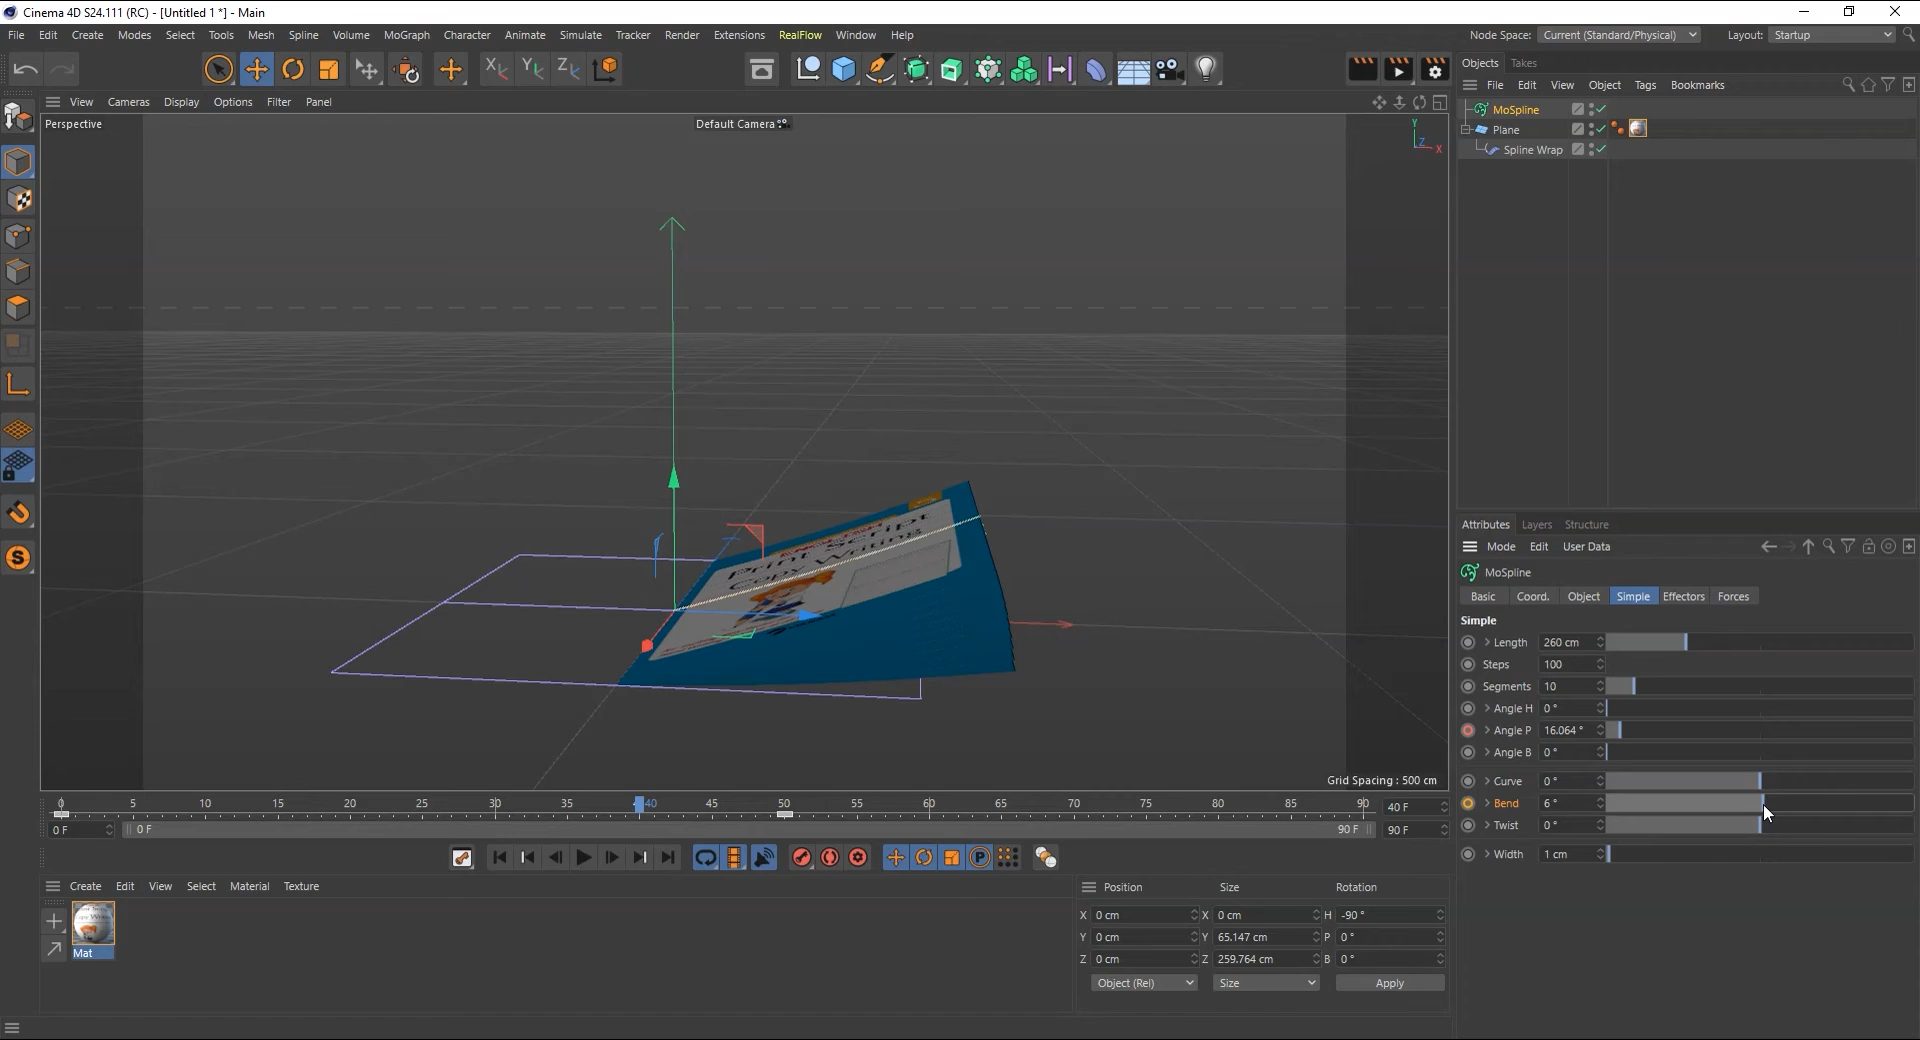 Cinema 4D S24.111 (RC) - [Untitled 1 *] - Main
File Edit Create Modes Select Tools Mesh Spline Volume MoGraph Character Animate Simulate Tracker Render Extensions RealFlow Window Help Node Space: Current (Standard/Physical) Layout: Startup
X Y Z
Objects Takes
File Edit View Object Tags Bookmarks
View Cameras Display Options Filter Panel
Perspective
Default Camera
Y
Z
X
MoSpline
Plane
Spline Wrap
Print Script
Copy Writing
Grid Spacing : 500 cm
Attributes Layers Structure
Mode Edit User Data
MoSpline
Basic Coord. Object Simple Effectors Forces
Simple
Length 260 cm
Steps 100
Segments 10
Angle H 0 °
Angle P 16.064 °
Angle B 0 °
Curve 0 °
Bend 6 °
Twist 0 °
Width 1 cm
0 5 10 15 20 25 30 35 40 45 50 55 60 65 70 75 80 85 90 40 F
0 F 0 F 90 F 90 F
P
Create Edit View Select Material Texture
Mat
Position Size Rotation
X 0 cm X 0 cm H -90 °
Y 0 cm Y 65.147 cm P 0 °
Z 0 cm Z 259.764 cm B 0 °
Object (Rel) Size Apply